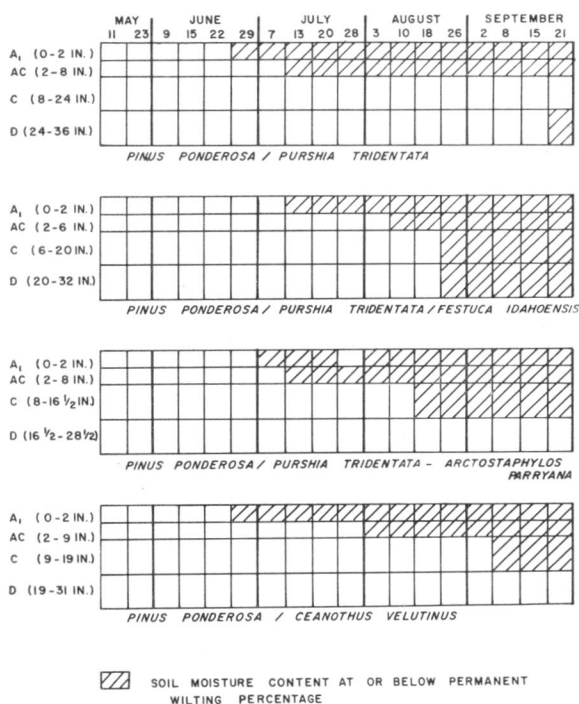 MAY JUNE JULY AUGUST SEPTEMBER
11 23 9 15 22 29 7 13 20 28 3 10 18 26 2 8 15 21
A₁ (0-2 IN.)
AC (2-8 IN.)
C (8-24 IN.)
D (24-36 IN.)
PINUS PONDEROSA / PURSHIA TRIDENTATA
A₁ (0-2 IN.)
AC (2-6 IN.)
C (6-20 IN.)
D (20-32 IN.)
PINUS PONDEROSA / PURSHIA TRIDENTATA / FESTUCA IDAHOENSIS
A₁ (0-2 IN.)
AC (2-8 IN.)
C (8-16 ½ IN.)
D (16 ½ - 28 ½)
PINUS PONDEROSA / PURSHIA TRIDENTATA - ARCTOSTAPHYLOS
PARRYANA
A₁ (0-2 IN.)
AC (2-9 IN.)
C (9-19 IN.)
D (19-31 IN.)
PINUS PONDEROSA / CEANOTHUS VELUTINUS
SOIL MOISTURE CONTENT AT OR BELOW PERMANENT
WILTING PERCENTAGE